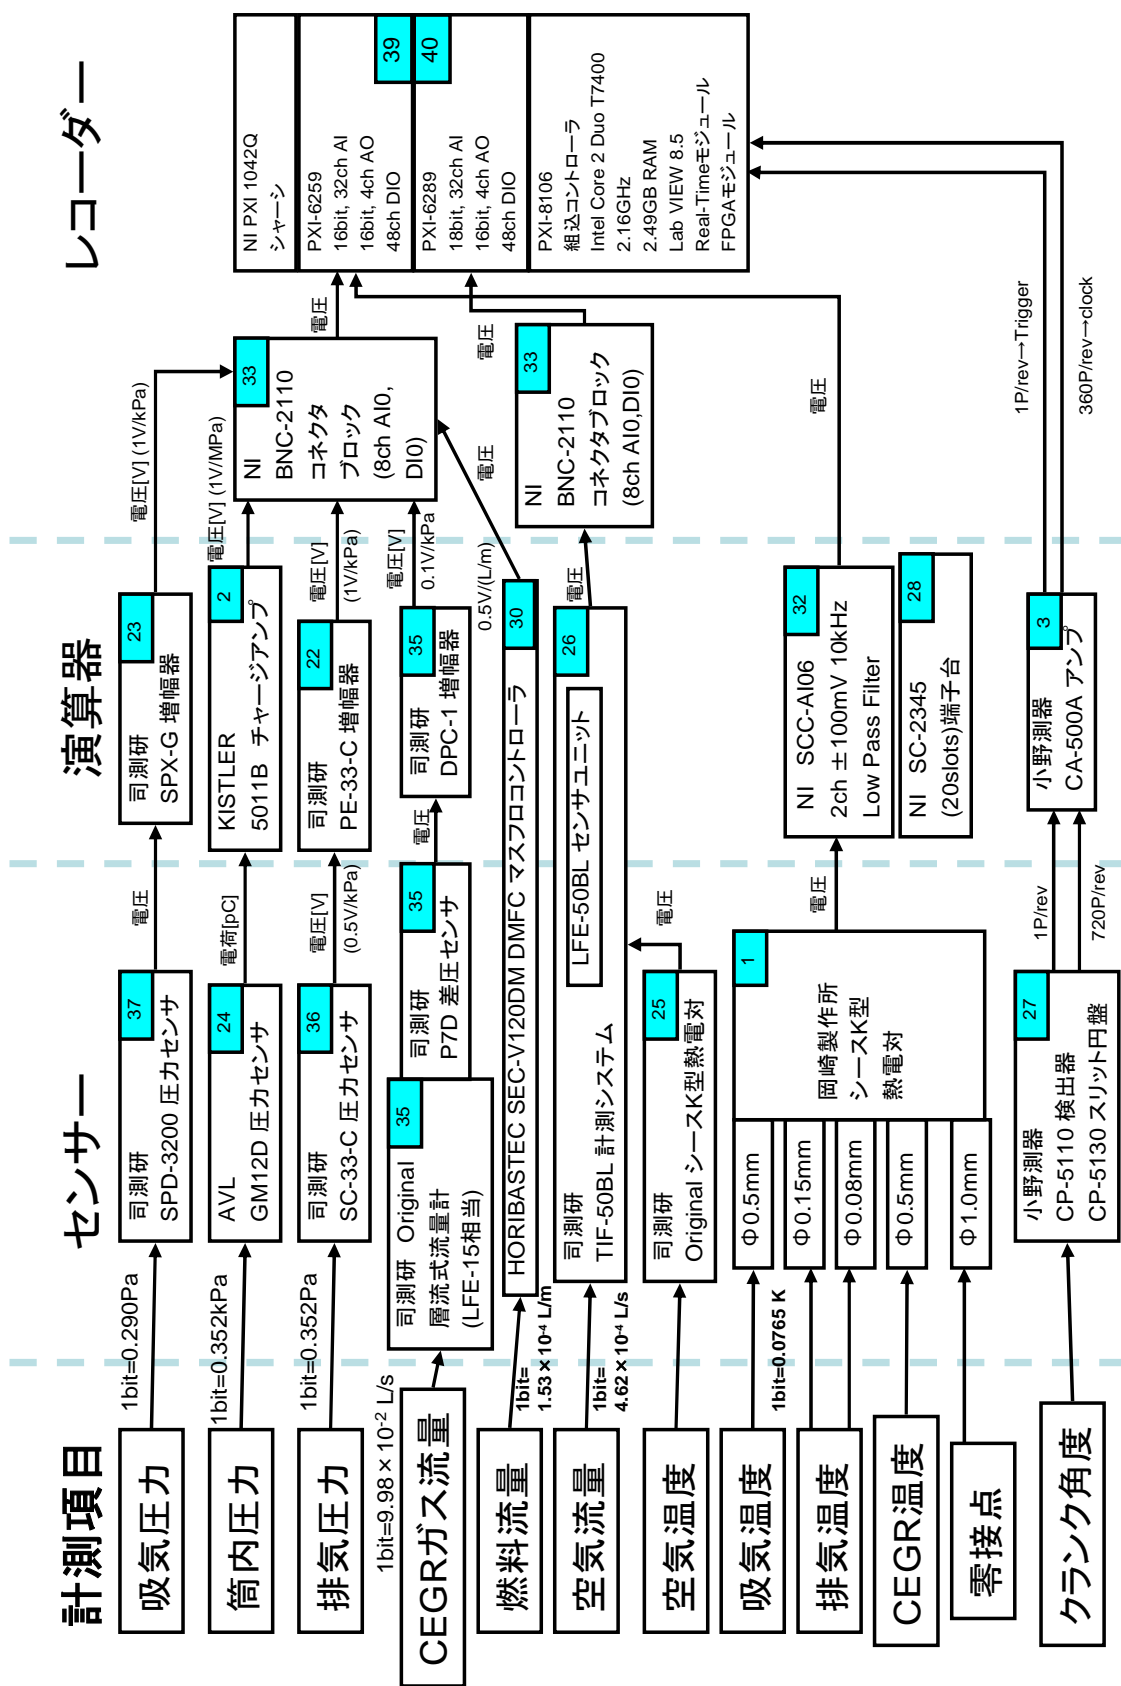 計測項目
センサー
演算器
レコーダー
吸気圧力
1bit=0.290Pa
司測研
SPD-3200 圧力センサ
37
電圧
司測研
SPX-G 増幅器
23
電圧[V] (1V/kPa)
筒内圧力
1bit=0.352kPa
AVL
GM12D 圧力センサ
24
電荷[pC]
KISTLER
5011B チャージアンプ
2
電圧[V] (1V/MPa)
排気圧力
1bit=0.352Pa
司測研
SC-33-C 圧力センサ
36
電圧[V]
(0.5V/kPa)
司測研
PE-33-C 増幅器
22
電圧[V]
(1V/kPa)
CEGRガス流量
1bit=9.98×10-2 L/s
司測研 Original
層流式流量計
(LFE-15相当)
35
司測研
P7D 差圧センサ
35
電圧
司測研
DPC-1 増幅器
35
電圧[V]
0.1V/kPa
燃料流量
1bit=
1.53×10-4 L/m
HORIBASTEC SEC-V120DM DMFC マスフロコントローラ
30
0.5V/(L/m)
電圧
空気流量
1bit=
4.62×10-4 L/s
司測研
TIF-50BL 計測システム
LFE-50BL センサユニット
26
電圧
空気温度
司測研
Original シースK型熱電対
25
電圧
吸気温度
1bit=0.0765 K
Φ0.5mm
排気温度
Φ0.15mm
Φ0.08mm
CEGR温度
Φ0.5mm
零接点
Φ1.0mm
岡崎製作所
シースK型
熱電対
1
電圧
NI SCC-AI06
2ch ±100mV 10kHz
Low Pass Filter
32
電圧
NI SC-2345
(20slots)端子台
28
クランク角度
小野測器
CP-5110 検出器
CP-5130 スリット円盤
27
1P/rev
720P/rev
小野測器
CA-500A アンプ
3
1P/rev→Trigger
360P/rev→clock
NI
BNC-2110
コネクタ
ブロック
(8ch AI0,
DI0)
33
電圧
NI
BNC-2110
コネクタブロック
(8ch AI0,DI0)
33
電圧
NI PXI 1042Q
シャーシ
PXI-6259
16bit, 32ch AI
16bit, 4ch AO
48ch DIO
39
PXI-6289
18bit, 32ch AI
16bit, 4ch AO
48ch DIO
40
PXI-8106
組込コントローラ
Intel Core 2 Duo T7400
2.16GHz
2.49GB RAM
Lab VIEW 8.5
Real-Timeモジュール
FPGAモジュール